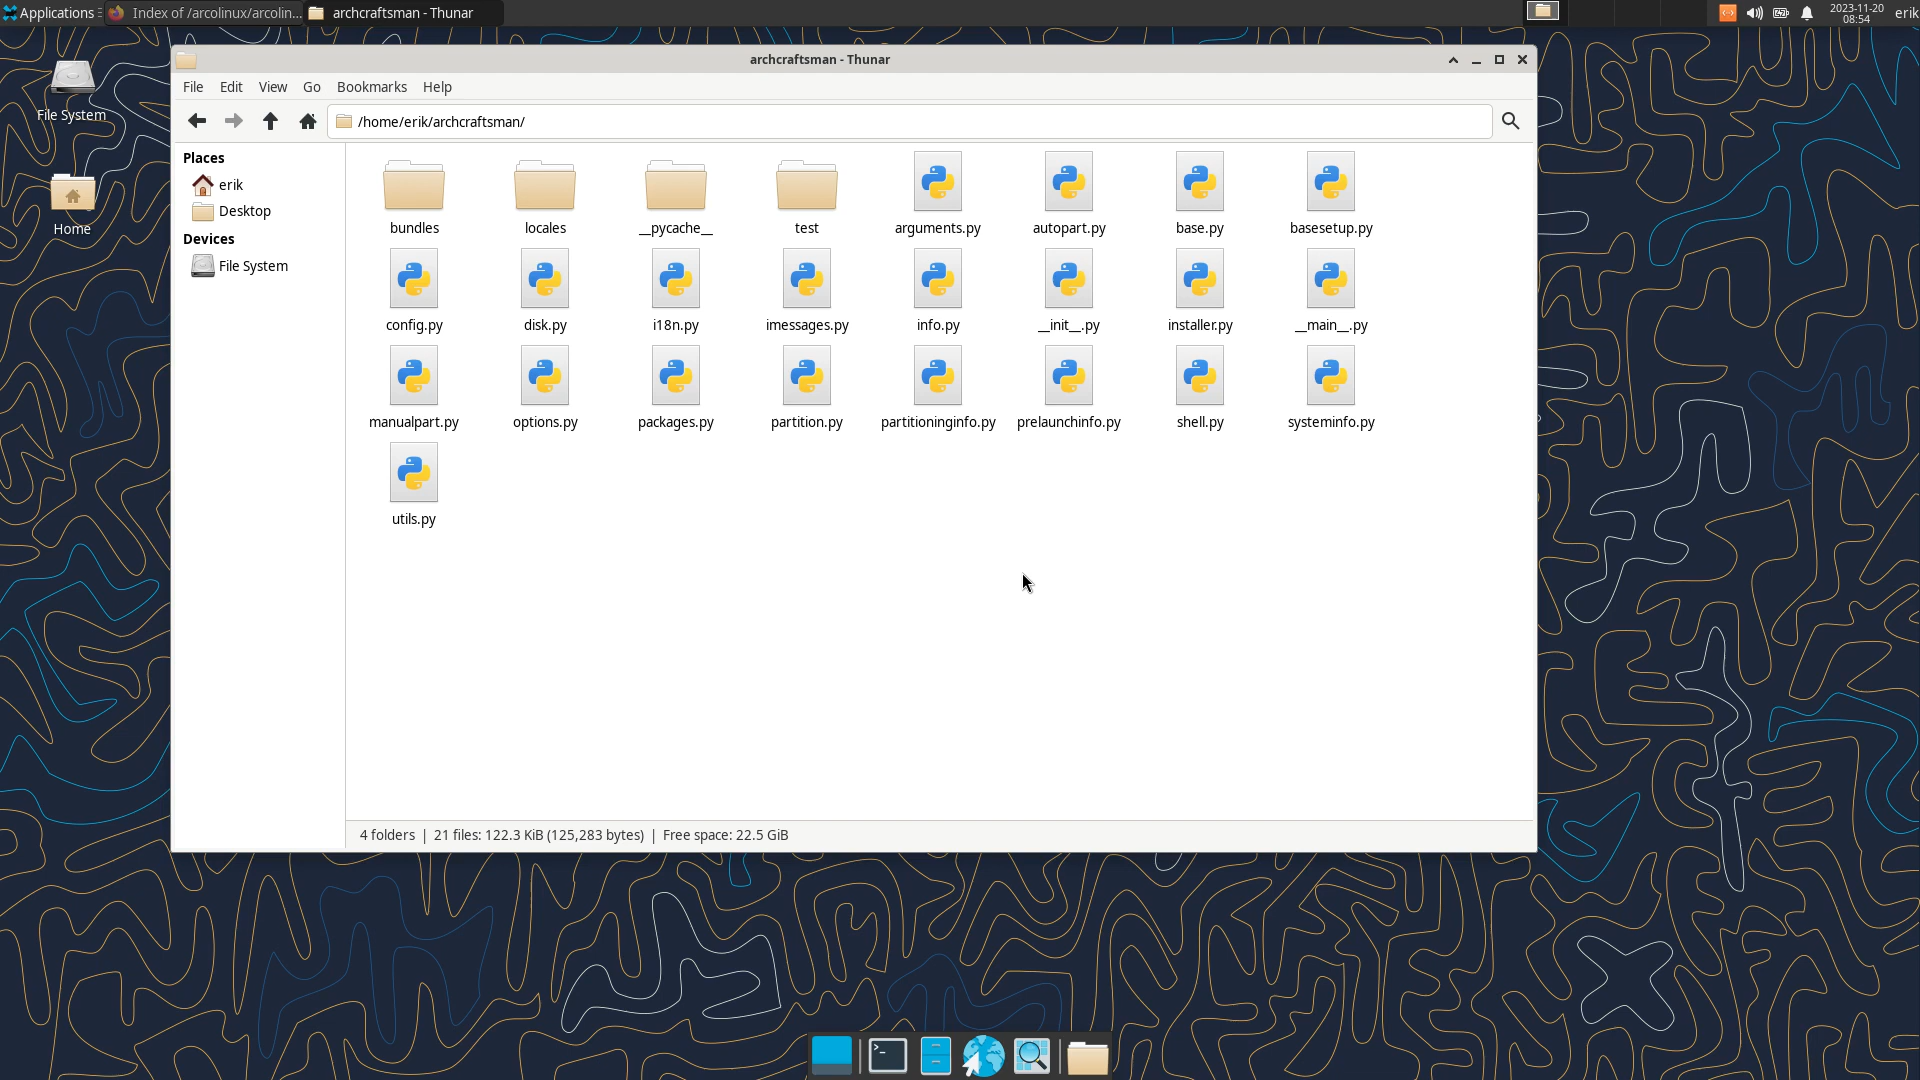 Applications
Index of /arcolinux/arcolin...
archcraftsman - Thunar
2023-11-20
08:54
erik
File System
Home
archcraftsman - Thunar
File Edit View Go Bookmarks Help
/home/erik/archcraftsman/
Places
erik
Desktop
Devices
File System
bundles locales __pycache__ test arguments.py autopart.py base.py basesetup.py
config.py disk.py i18n.py imessages.py info.py __init__.py installer.py __main__.py
manualpart.py options.py packages.py partition.py partitioninginfo.py prelaunchinfo.py shell.py systeminfo.py
utils.py
4 folders | 21 files: 122.3 KiB (125,283 bytes) | Free space: 22.5 GiB